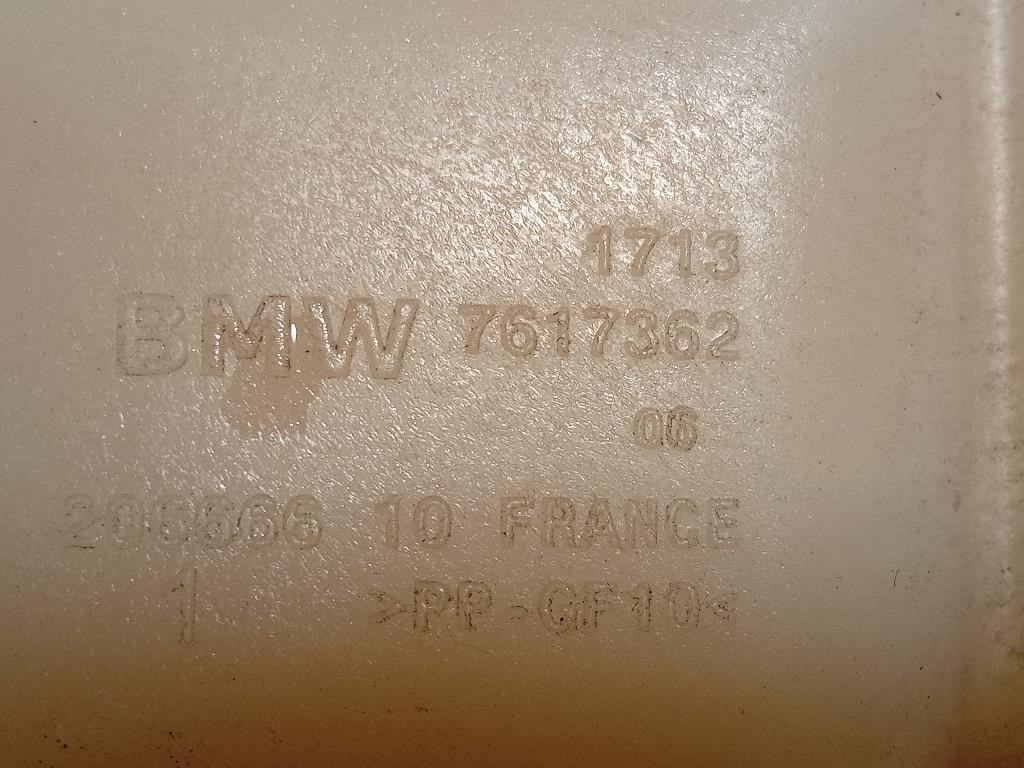 1713
BMW 7617362
06
206566 10 FRANCE
1 >PP-GF10<